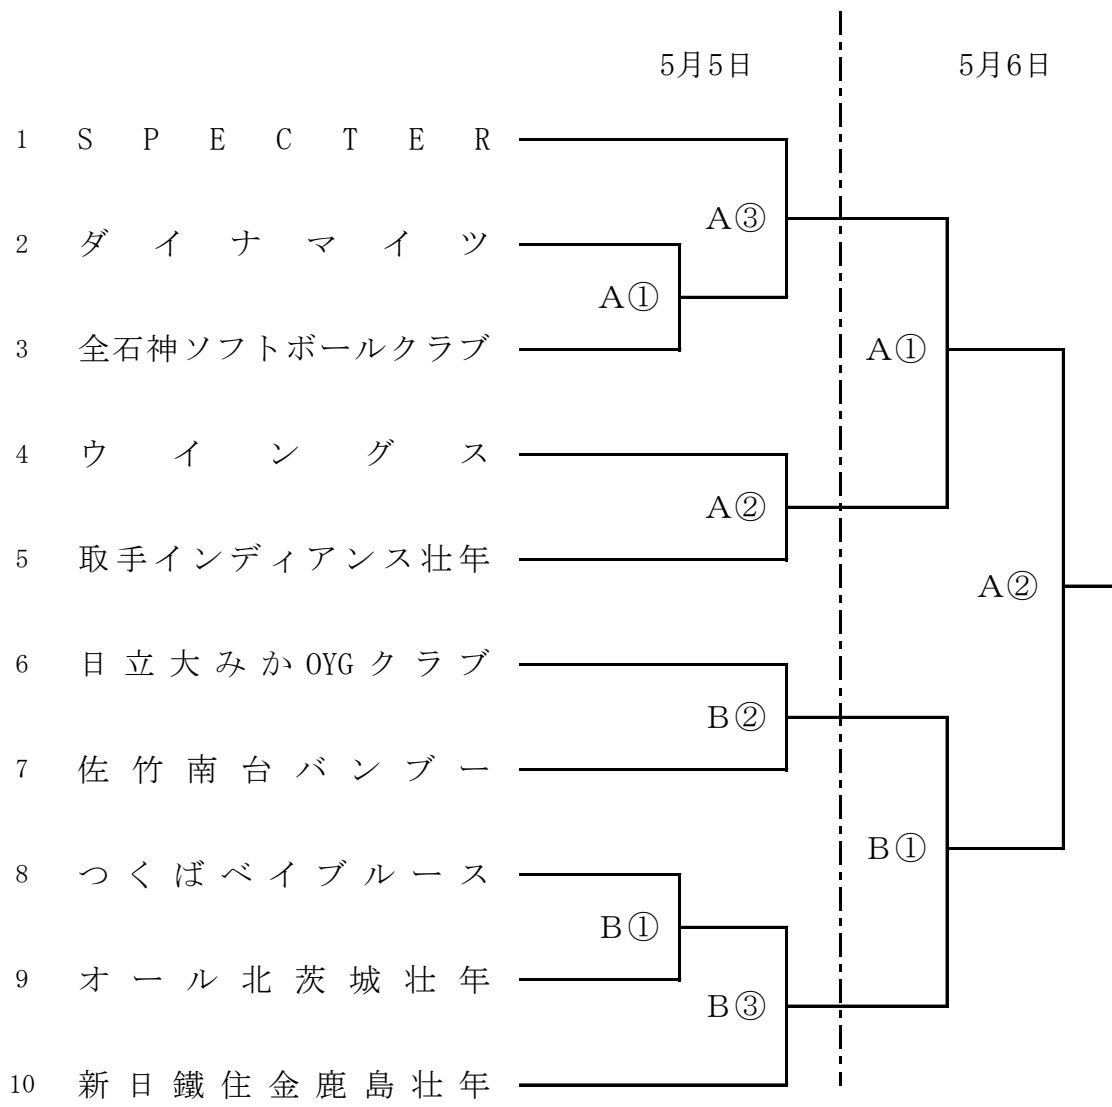 5月5日 5月6日
1 SPECTER
A③
2 ダイナマイツ
A①
3 全石神ソフトボールクラブ
A①
4 ウイングス
A②
5 取手インディアンス壮年
A②
6 日立大みかOYGクラブ
B②
7 佐竹南台バンブー
B①
8 つくばベイブルース
B①
9 オール北茨城壮年
B③
10 新日鐵住金鹿島壮年